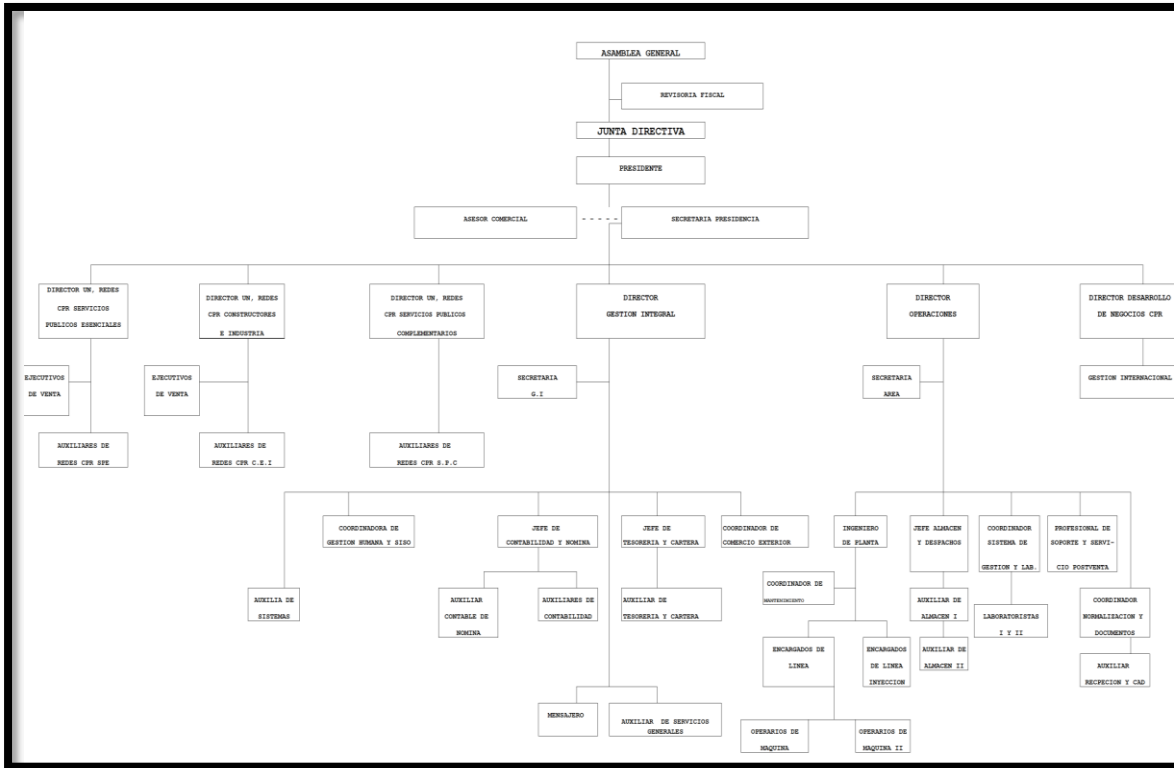 ASAMBLEA GENERAL
REVISORIA FISCAL
JUNTA DIRECTIVA
PRESIDENTE
ASESOR COMERCIAL
SECRETARIA PRESIDENCIA
DIRECTOR UN, REDES
CPR SERVICIOS
PUBLICOS ESENCIALES
DIRECTOR UN, REDES
CPR CONSTRUCTORES
E INDUSTRIA
DIRECTOR UN, REDES
CPR SERVICIOS PUBLICOS
COMPLEMENTARIOS
DIRECTOR
GESTION INTEGRAL
DIRECTOR
OPERACIONES
DIRECTOR DESARROLLO
DE NEGOCIOS CPR
EJECUTIVOS
DE VENTA
EJECUTIVOS
DE VENTA
SECRETARIA
G.I
SECRETARIA
AREA
GESTION INTERNACIONAL
AUXILIARES DE
REDES CPR SPE
AUXILIARES DE
REDES CPR C.E.I
AUXILIARES DE
REDES CPR S.P.C
COORDINADORA DE
GESTION HUMANA Y SISO
JEFE DE
CONTABILIDAD Y NOMINA
JEFE DE
TESORERIA Y CARTERA
COORDINADOR DE
COMERCIO EXTERIOR
INGENIERO
DE PLANTA
JEFE ALMACEN
Y DESPACHOS
COORDINADOR
SISTEMA DE
GESTION Y LAB.
PROFESIONAL DE
SOPORTE Y SERVI-
CIO POSTVENTA
AUXILIA DE
SISTEMAS
AUXILIAR
CONTABLE DE
NOMINA
AUXILIARES DE
CONTABILIDAD
AUXILIAR DE
TESORERIA Y CARTERA
COORDINADOR DE
MANTENIMIENTO
AUXILIAR DE
ALMACEN I
LABORATORISTAS
I Y II
COORDINADOR
NORMALIZACION Y
DOCUMENTOS
ENCARGADOS DE
LINEA
ENCARGADOS
DE LINEA
INYECCION
AUXILIAR DE
ALMACEN II
AUXILIAR
RECPECION Y CAD
MENSAJERO
AUXILIAR DE SERVICIOS
GENERALES
OPERARIOS DE
MAQUINA
OPERARIOS DE
MAQUINA II